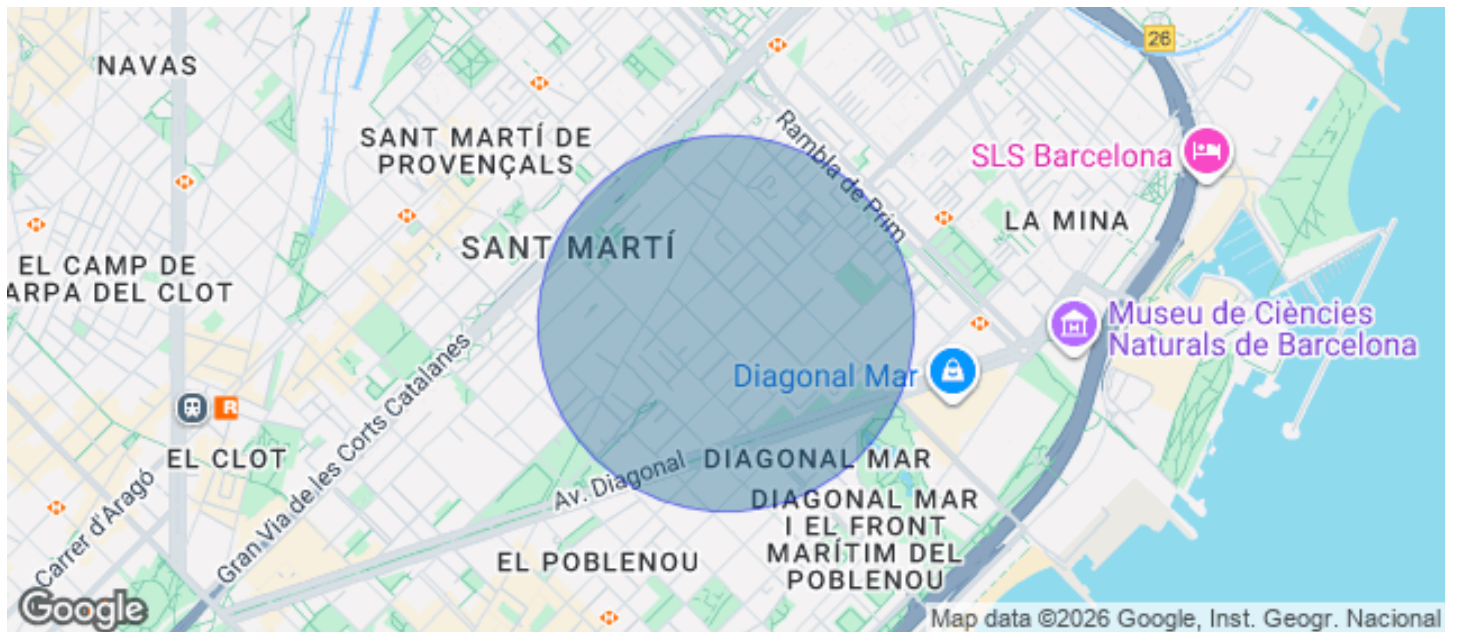 NAVAS
26
SANT MARTÍ DE
PROVENÇALS
Rambla de Prim
SLS Barcelona
LA MINA
SANT MARTÍ
EL CAMP DE
ARPA DEL CLOT
Museu de Ciències
Naturals de Barcelona
Diagonal Mar
Gran Via de les Corts Catalanes
R
EL CLOT
DIAGONAL MAR
Av. Diagonal
Carrer d'Aragó
DIAGONAL MAR
I EL FRONT
MARÍTIM DEL
POBLENOU
EL POBLENOU
Google
Map data ©2026 Google, Inst. Geogr. Nacional